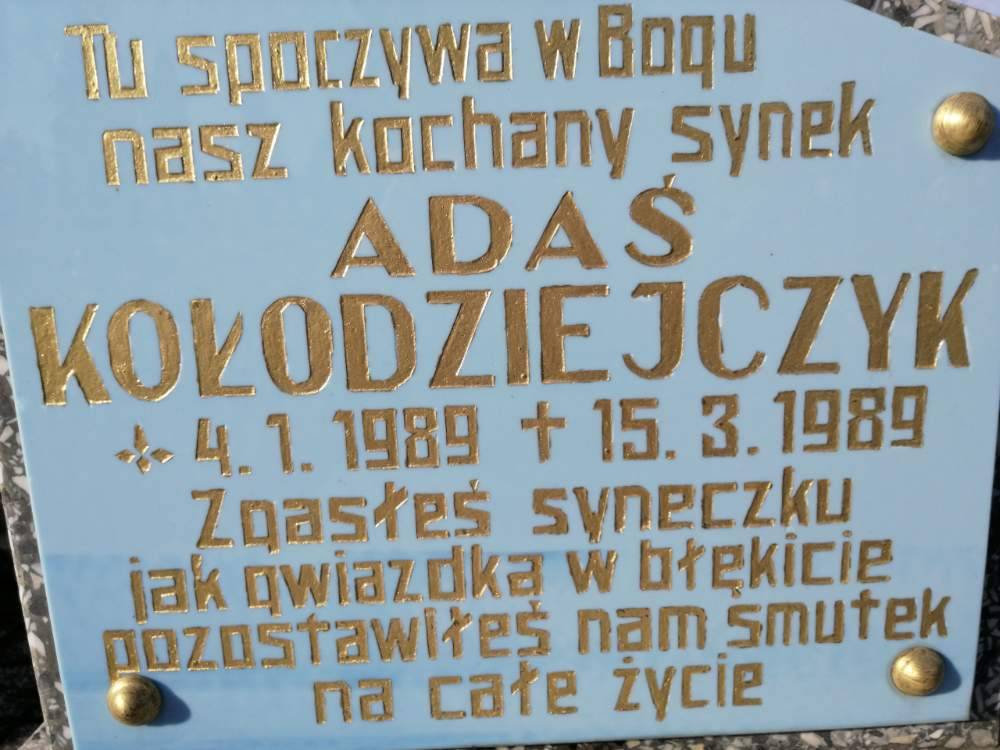 Tu spoczywa w Bogu
nasz kochany synek
ADAŚ
KOŁODZIEJCZYK
4.1.1989 † 15.3.1989
Zgasłeś syneczku
jak gwiazdka w błękicie
pozostawiłeś nam smutek
na całe życie